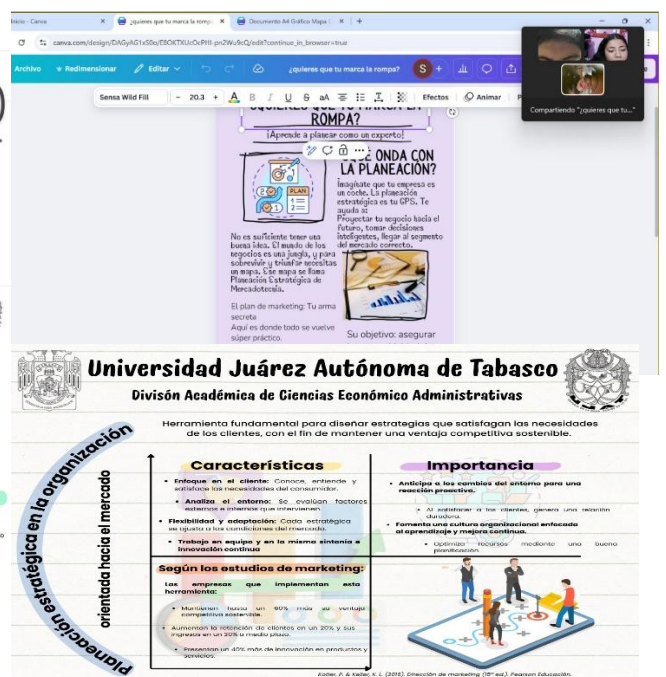 nicio - Canva
¿quieres que tu marca la romp
Documento A4 Gráfico Mapa C
canva.com/design/DAGyAG1xS0o/E8OKTXUcOcPHI-pn2Wu9cQ/edit?continue_in_browser=true
Archivo
Redimensionar
Editar
¿quieres que tu marca la rompa?
S
Compartiendo "¿quieres que tu..."
Sensa Wild Fill
- 20.3 +
A B I U S aA
Efectos
Animar
ROMPA?
¡Aprende a planear como un experto!
PLAN
¿QUÉ ONDA CON
LA PLANEACIÓN?
Imagínate que tu empresa es
un coche. La planeación
estratégica es tu GPS. Te
ayuda a:
Proyectar tu negocio hacia el
futuro, tomar decisiones
inteligentes, llegar al segmento
del mercado correcto.
No es suficiente tener una
buena idea. El mundo de los
negocios es una jungla, y para
sobrevivir y triunfar necesitas
un mapa. Ese mapa se llama
Planeación Estratégica de
Mercadotecnia.
El plan de marketing: Tu arma
secreta
Aquí es donde todo se vuelve
súper práctico.
Su objetivo: asegurar
Universidad Juárez Autónoma de Tabasco
Divisón Académica de Ciencias Económico Administrativas
Planeación estratégica en la organización
orientada hacia el mercado
Herramienta fundamental para diseñar estrategias que satisfagan las necesidades
de los clientes, con el fin de mantener una ventaja competitiva sostenible.
Características
• Enfoque en el cliente: Conoce, entiende y
satisface las necesidades del consumidor.
• Analiza el entorno: Se evalúan factores
externos e internos que intervienen.
• Flexibilidad y adaptación: Cada estratégica
se ajusta a las condiciones del mercado.
• Trabajo en equipo y en la misma sintonía e
innovación continua
Importancia
• Anticipa a los cambios del entorno para una
reacción proactiva.
• Al satisfacer a los clientes, genera una relación
duradera.
• Fomenta una cultura organizacional enfocada
al aprendizaje y mejora continua.
• Optimiza recursos mediante una buena
planificación
Según los estudios de marketing:
Las empresas que implementan esta
herramienta:
• Mantienen hasta un 60% más su ventaja
competitiva sostenible.
• Aumentan la retención de clientes en un 20% y sus
ingresos en un 30% a medio plazo.
• Presentan un 40% más de innovación en productos y
servicios.
Kotler, P. & Keller, K. L. (2016). Dirección de marketing (15ª ed.). Pearson Educación.